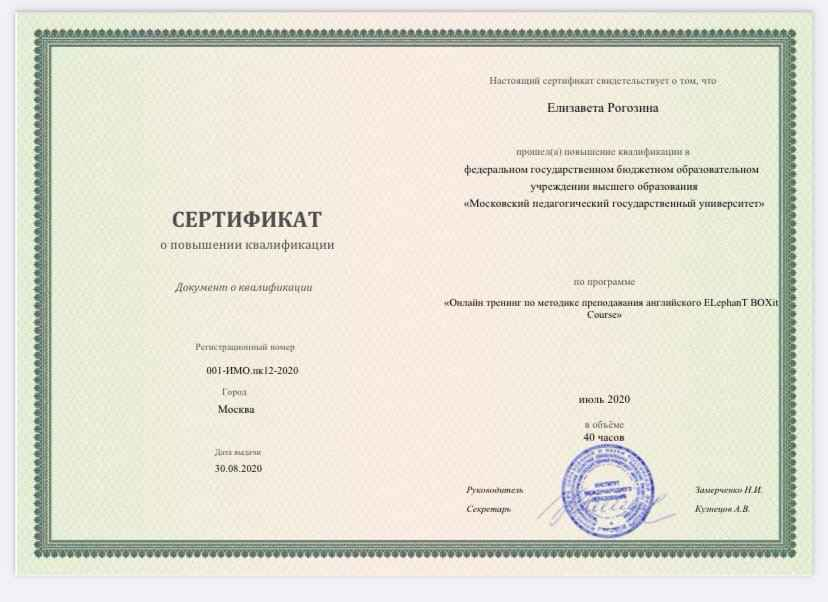 СЕРТИФИКАТ
о повышении квалификации
Документ о квалификации
Регистрационный номер
001-ИМО.пк12-2020
Город
Москва
Дата выдачи
30.08.2020
Настоящий сертификат свидетельствует о том, что
Елизавета Рогозина
прошел(а) повышение квалификации в
федеральном государственном бюджетном образовательном
учреждении высшего образования
«Московский педагогический государственный университет»
по программе
«Онлайн тренинг по методике преподавания английского ELephanT BOXit
Course»
июль 2020
в объёме
40 часов
Руководитель
Замерченко Н.И.
Секретарь
Кузнецов А.В.
ИНСТИТУТ
МЕЖДУНАРОДНОГО
ОБРАЗОВАНИЯ